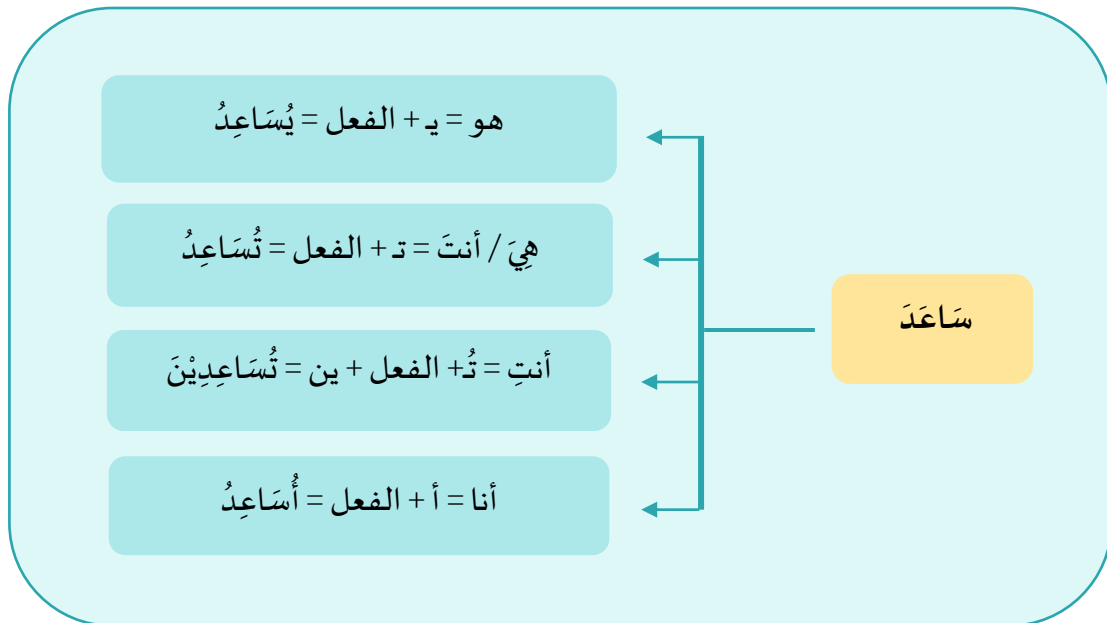 سَاعَدَ
هو = يـ + الفعل = يُسَاعِدُ
هِيَ / أنتَ = تـ + الفعل = تُسَاعِدُ
أنتِ = تُـ+ الفعل + ين = تُسَاعِدِيْنَ
أنا = أ + الفعل = أُسَاعِدُ